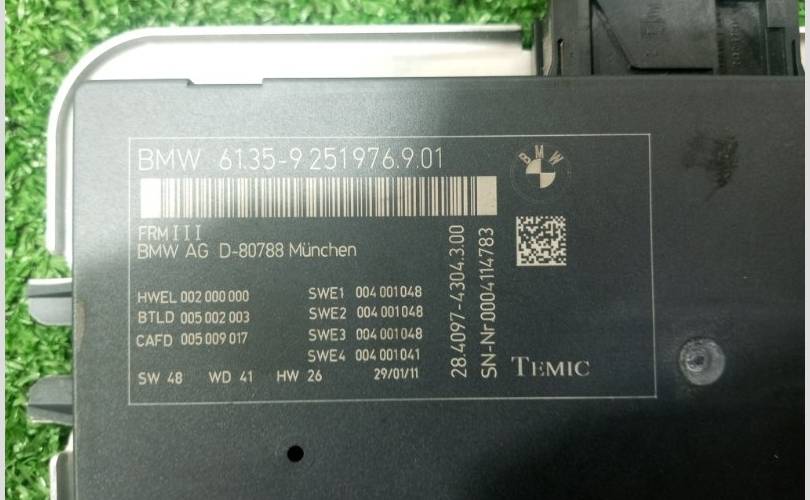 BMW 61.35-9 251976.9.01
BMW
FRM III
BMW AG D-80788 München
HWEL 002 000 000
BTLD 005 002 003
CAFD 005 009 017
SWE1 004 001 048
SWE2 004 001 048
SWE3 004 001 048
SWE4 004 001 041
SW 48 WD 41 HW 26 29/01/11
28.4097-4304.3.00
SN-Nr.0004114783
TEMIC